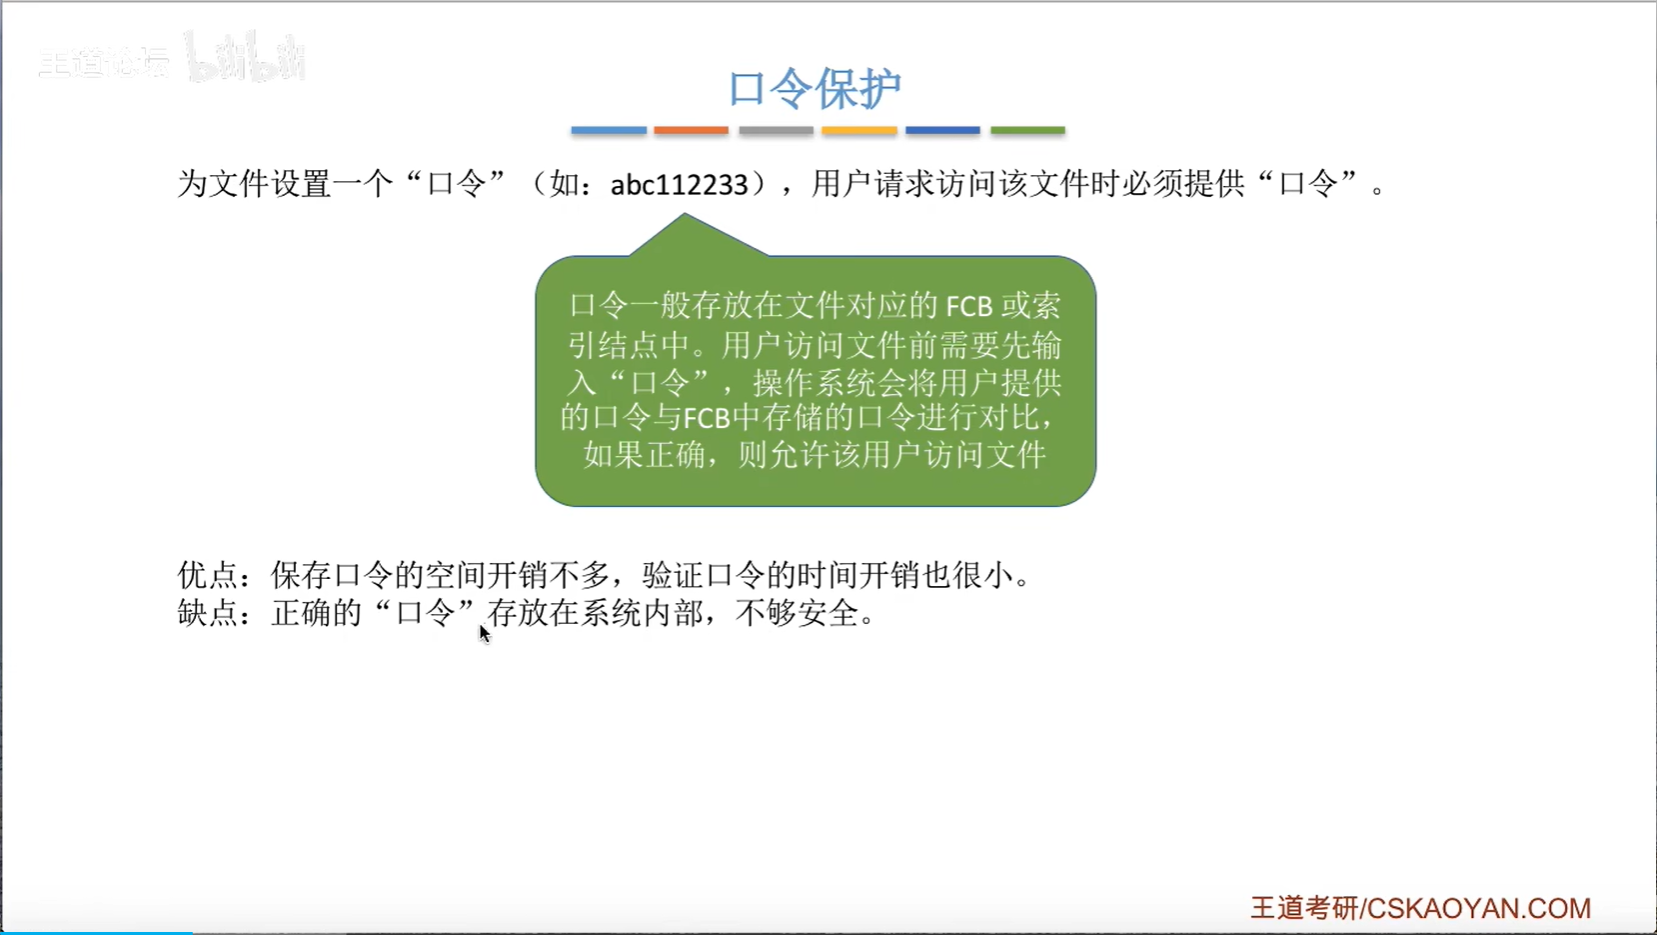 王道论坛 bilibili
口令保护
为文件设置一个“口令”（如：abc112233），用户请求访问该文件时必须提供“口令”。
口令一般存放在文件对应的 FCB 或索
引结点中。用户访问文件前需要先输
入“口令”，操作系统会将用户提供
的口令与FCB中存储的口令进行对比，
如果正确，则允许该用户访问文件
优点：保存口令的空间开销不多，验证口令的时间开销也很小。
缺点：正确的“口令”存放在系统内部，不够安全。
王道考研/CSKAOYAN.COM